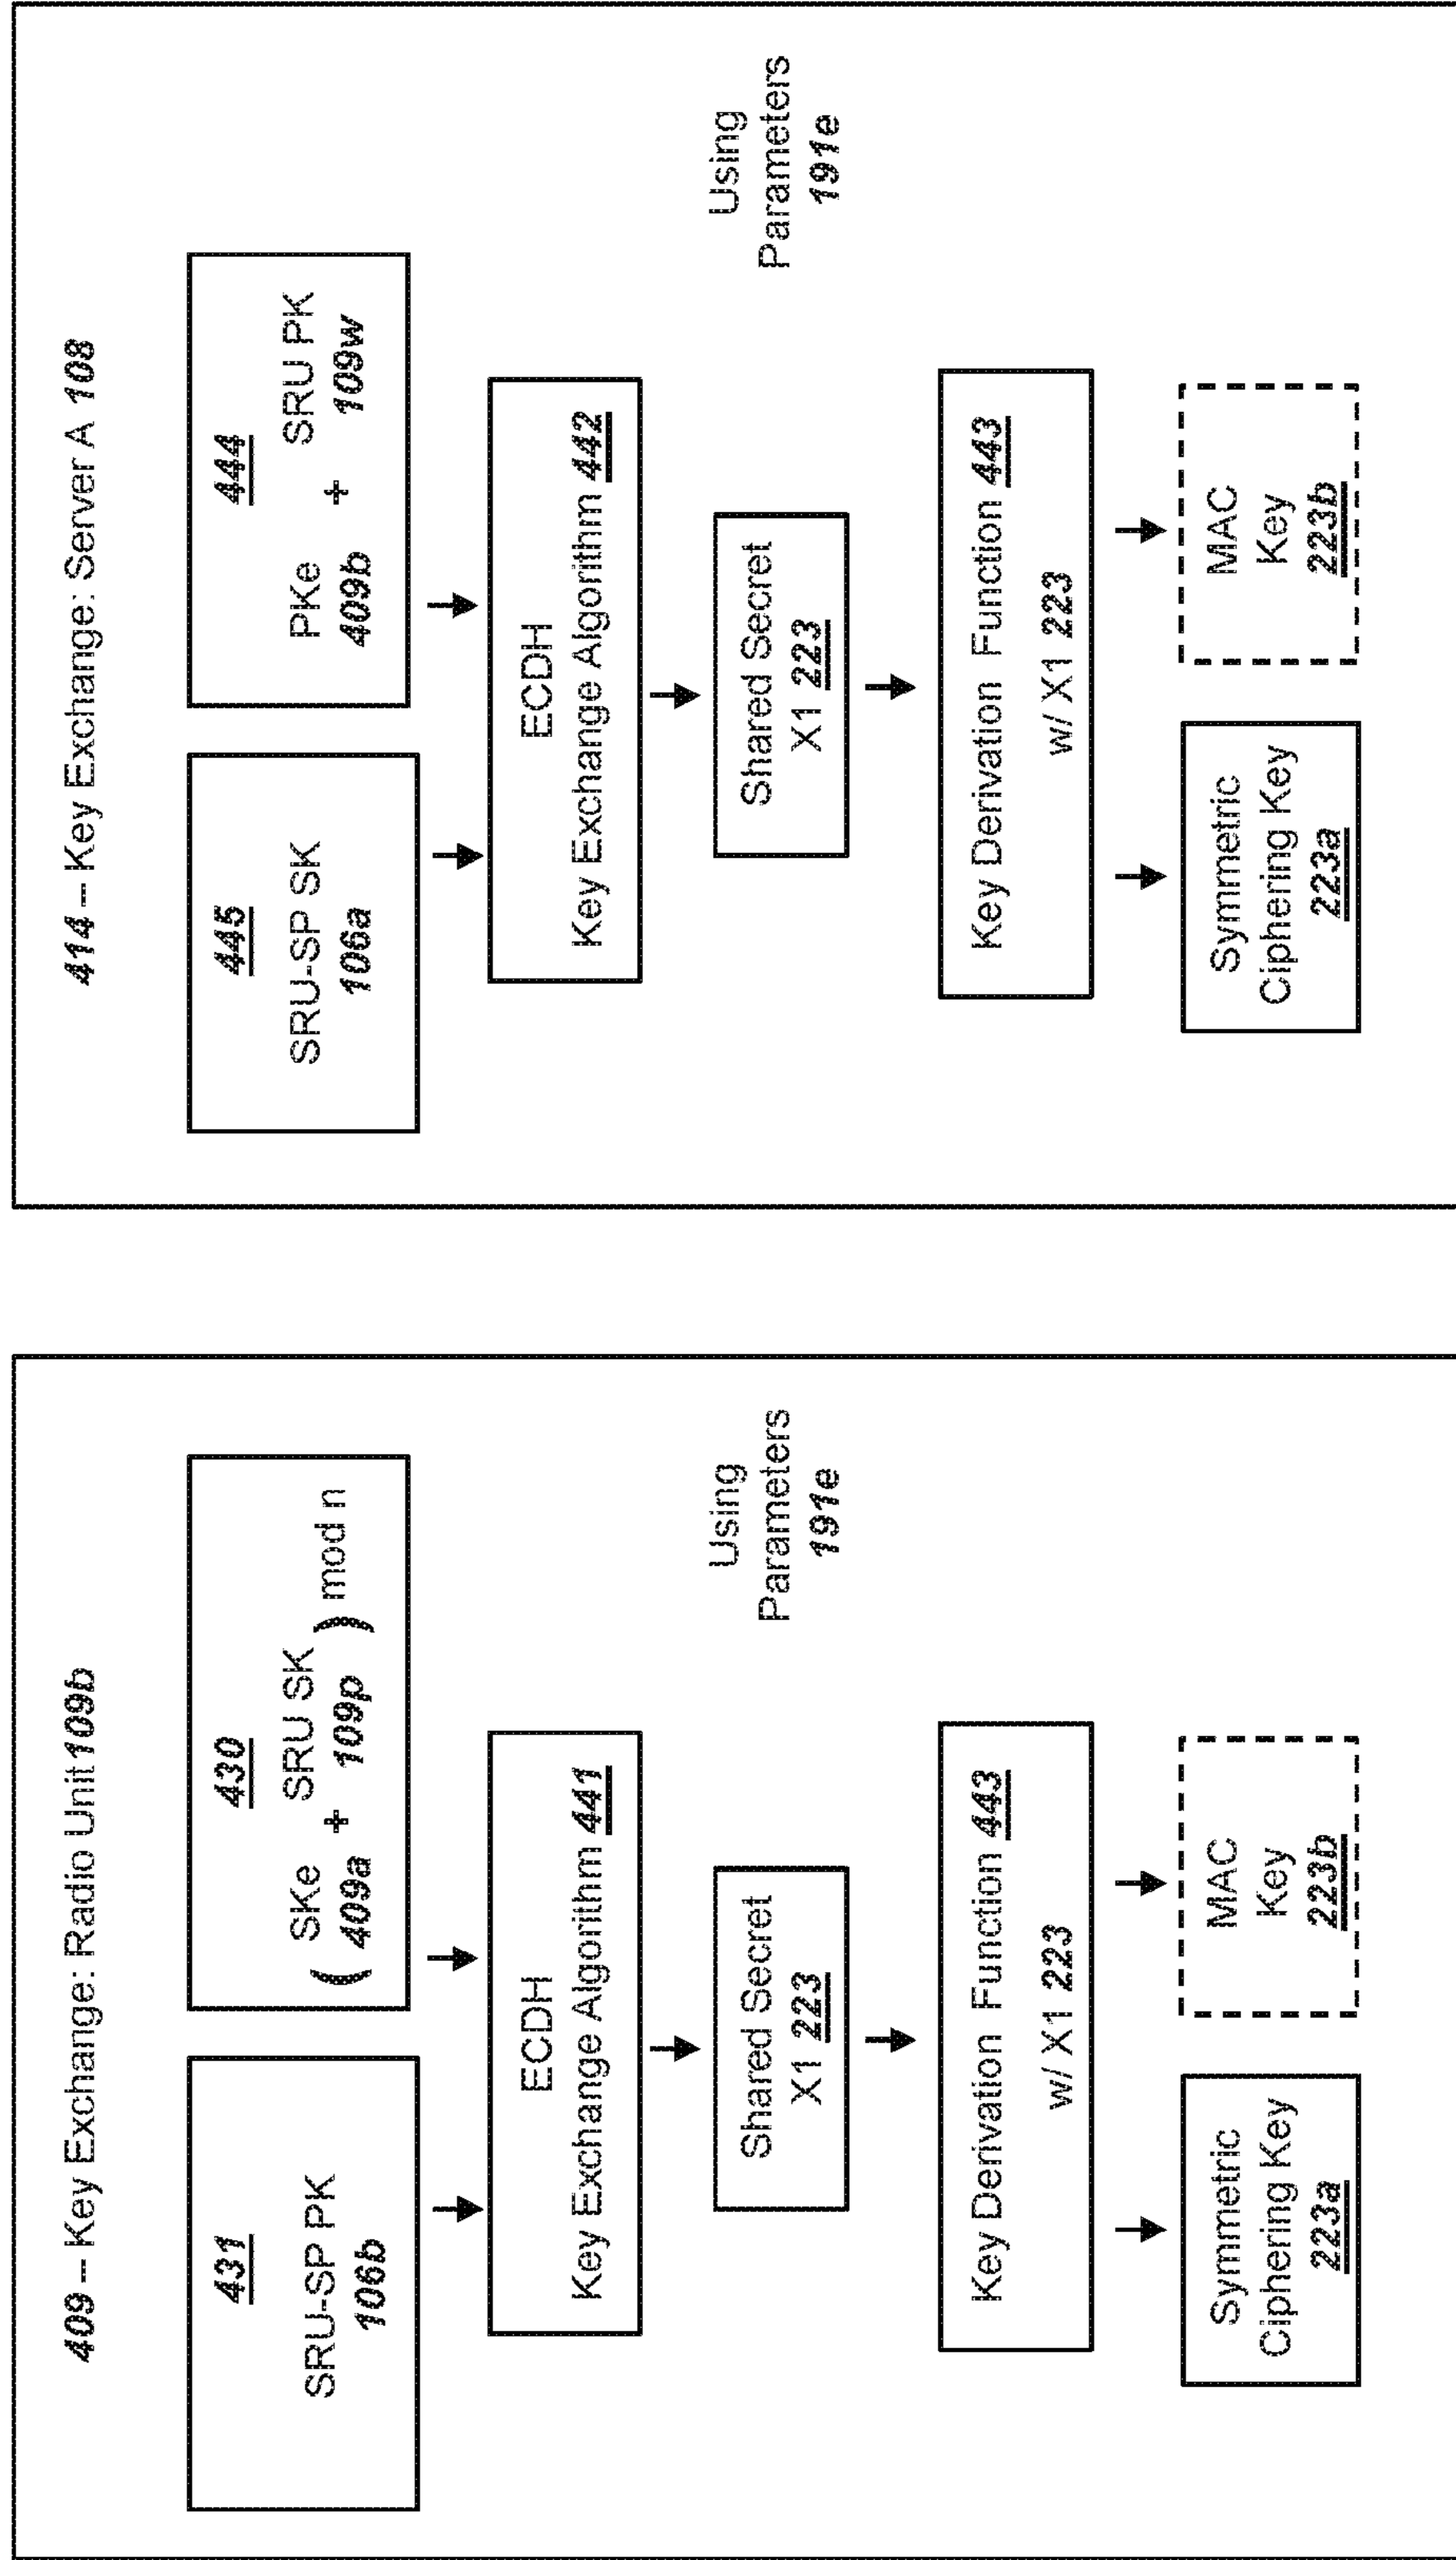 409 -- Key Exchange: Radio Unit 109b
431
SRU-SP PK
106b
430
SKe SRU SK
( 409a + 109p ) mod n
ECDH
Key Exchange Algorithm 441
Shared Secret
X1 223
Using
Parameters
191e
Key Derivation Function 443
w/ X1 223
Symmetric
Ciphering Key
223a
MAC
Key
223b
414 -- Key Exchange: Server A 108
445
SRU-SP SK
106a
444
PKe + SRU PK
409b 109w
ECDH
Key Exchange Algorithm 442
Shared Secret
X1 223
Using
Parameters
191e
Key Derivation Function 443
w/ X1 223
Symmetric
Ciphering Key
223a
MAC
Key
223b